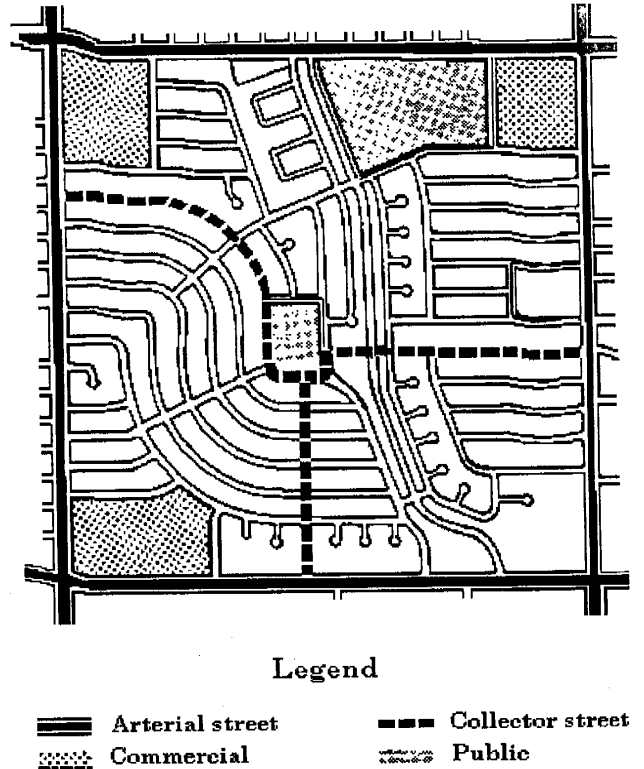 Legend
Arterial street
Collector street
Commercial
Public